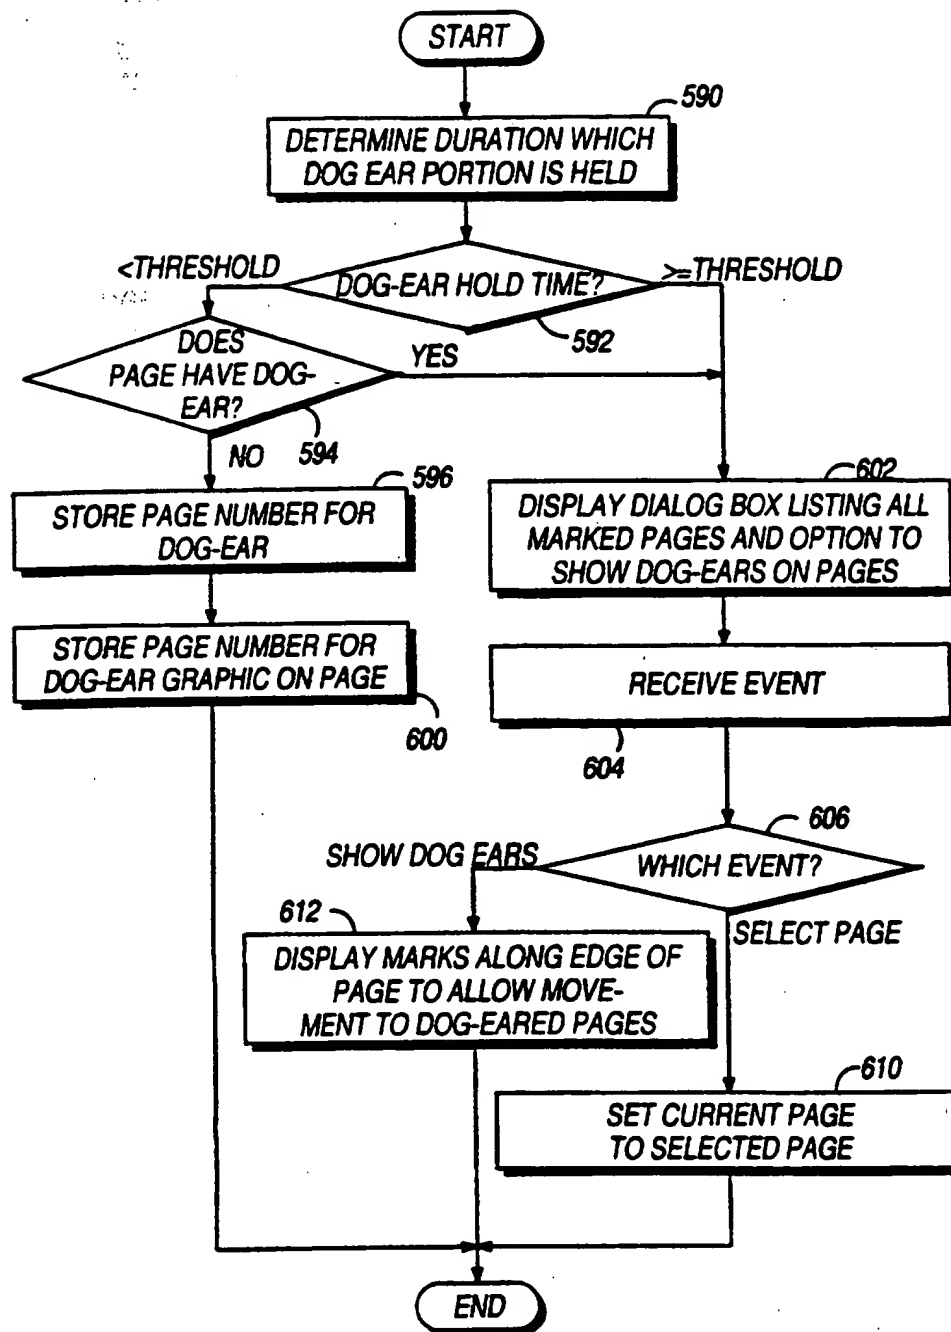 START
590
DETERMINE DURATION WHICH
DOG EAR PORTION IS HELD
<THRESHOLD
DOG-EAR HOLD TIME?
>=THRESHOLD
592
DOES
PAGE HAVE DOG-
EAR?
YES
594
NO
596
STORE PAGE NUMBER FOR
DOG-EAR
602
DISPLAY DIALOG BOX LISTING ALL
MARKED PAGES AND OPTION TO
SHOW DOG-EARS ON PAGES
STORE PAGE NUMBER FOR
DOG-EAR GRAPHIC ON PAGE
600
RECEIVE EVENT
604
606
SHOW DOG EARS
WHICH EVENT?
612
SELECT PAGE
DISPLAY MARKS ALONG EDGE OF
PAGE TO ALLOW MOVE-
MENT TO DOG-EARED PAGES
610
SET CURRENT PAGE
TO SELECTED PAGE
END